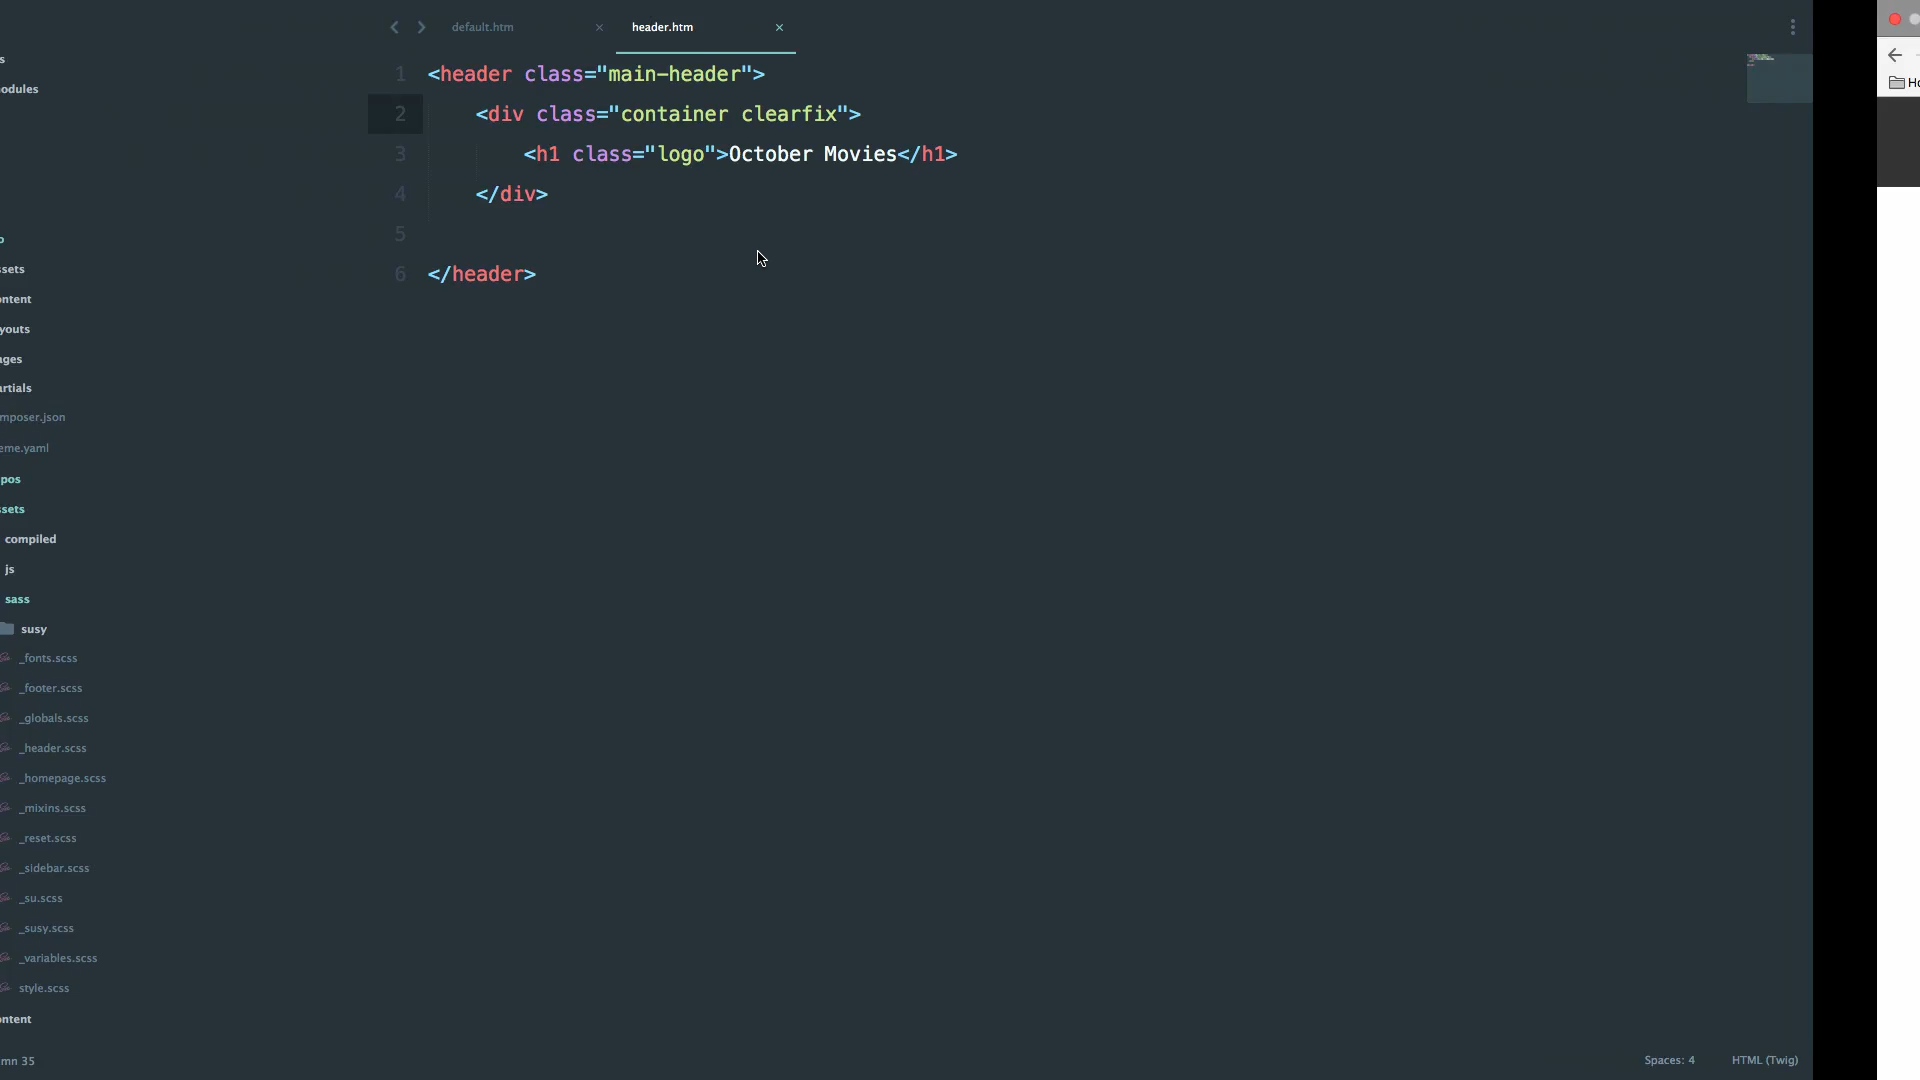 default.htm
header.htm
1 <header class="main-header">
2 <div class="container clearfix">
3 <h1 class="logo">October Movies</h1>
4 </div>
5
6 </header>
s
odules
o
ssets
ontent
youts
ages
artials
mposer.json
eme.yaml
pos
ssets
compiled
js
sass
susy
_fonts.scss
_footer.scss
_globals.scss
_header.scss
_homepage.scss
_mixins.scss
_reset.scss
_sidebar.scss
_su.scss
_susy.scss
_variables.scss
style.scss
ontent
mn 35
Spaces: 4
HTML (Twig)
Ho